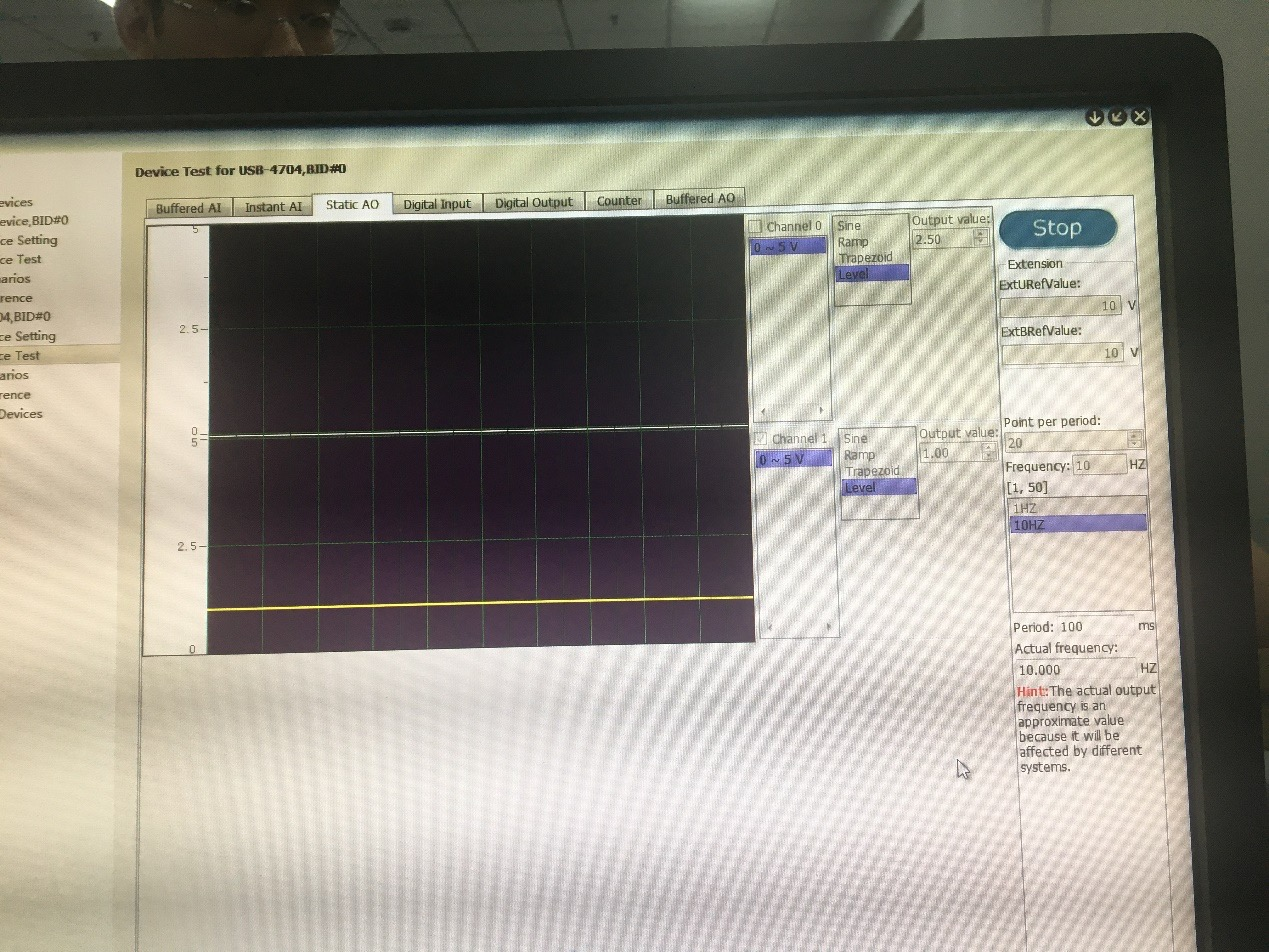 Device Test for USB-4704,BID#0
evices
evice,BID#0
ce Setting
ce Test
arios
rence
04,BID#0
ce Setting
ce Test
arios
rence
Devices
Buffered AI Instant AI Static AO Digital Input Digital Output Counter Buffered AO
5
2.5
0
5
2.5
0
Channel 0
0 ~ 5 V
Sine
Ramp
Trapezoid
Level
Output value:
2.50
Channel 1
0 ~ 5 V
Sine
Ramp
Trapezoid
Level
Output value:
1.00
Stop
Extension
ExtURefValue:
10 V
ExtBRefValue:
10 V
Point per period:
20
Frequency: 10 HZ
[1, 50]
1HZ
10HZ
Period: 100 ms
Actual frequency:
10.000 HZ
Hint:The actual output
frequency is an
approximate value
because it will be
affected by different
systems.